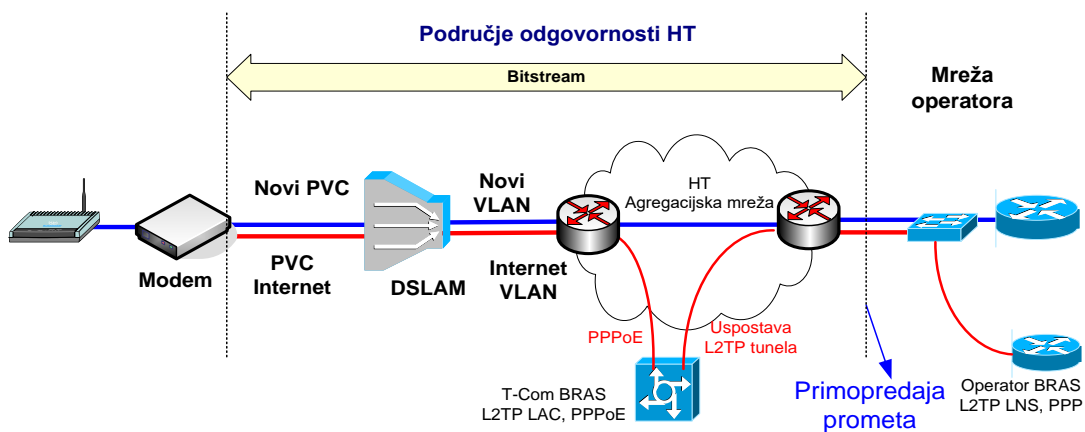 Područje odgovornosti HT
Bitstream
Mreža
operatora
Novi PVC
Novi
VLAN
HT
Agregacijska mreža
Modem
PVC
Internet
DSLAM
Internet
VLAN
PPPoE
Uspostava
L2TP tunela
T-Com BRAS
L2TP LAC, PPPoE
Primopredaja
prometa
Operator BRAS
L2TP LNS, PPP